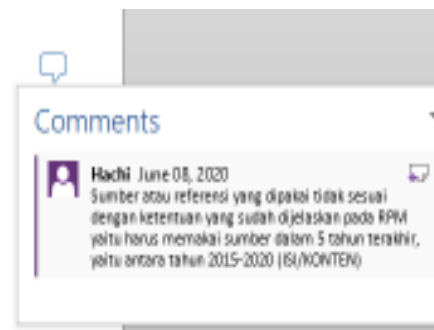 Comments
Hachi June 08, 2020
Sumber atau referensi yang dipakai tidak sesuai
dengan ketentuan yang sudah dijelaskan pada RPM
yaitu harus memakai sumber dalam 5 tahun terakhir,
yaitu antara tahun 2015-2020 (ISI/KONTEN)